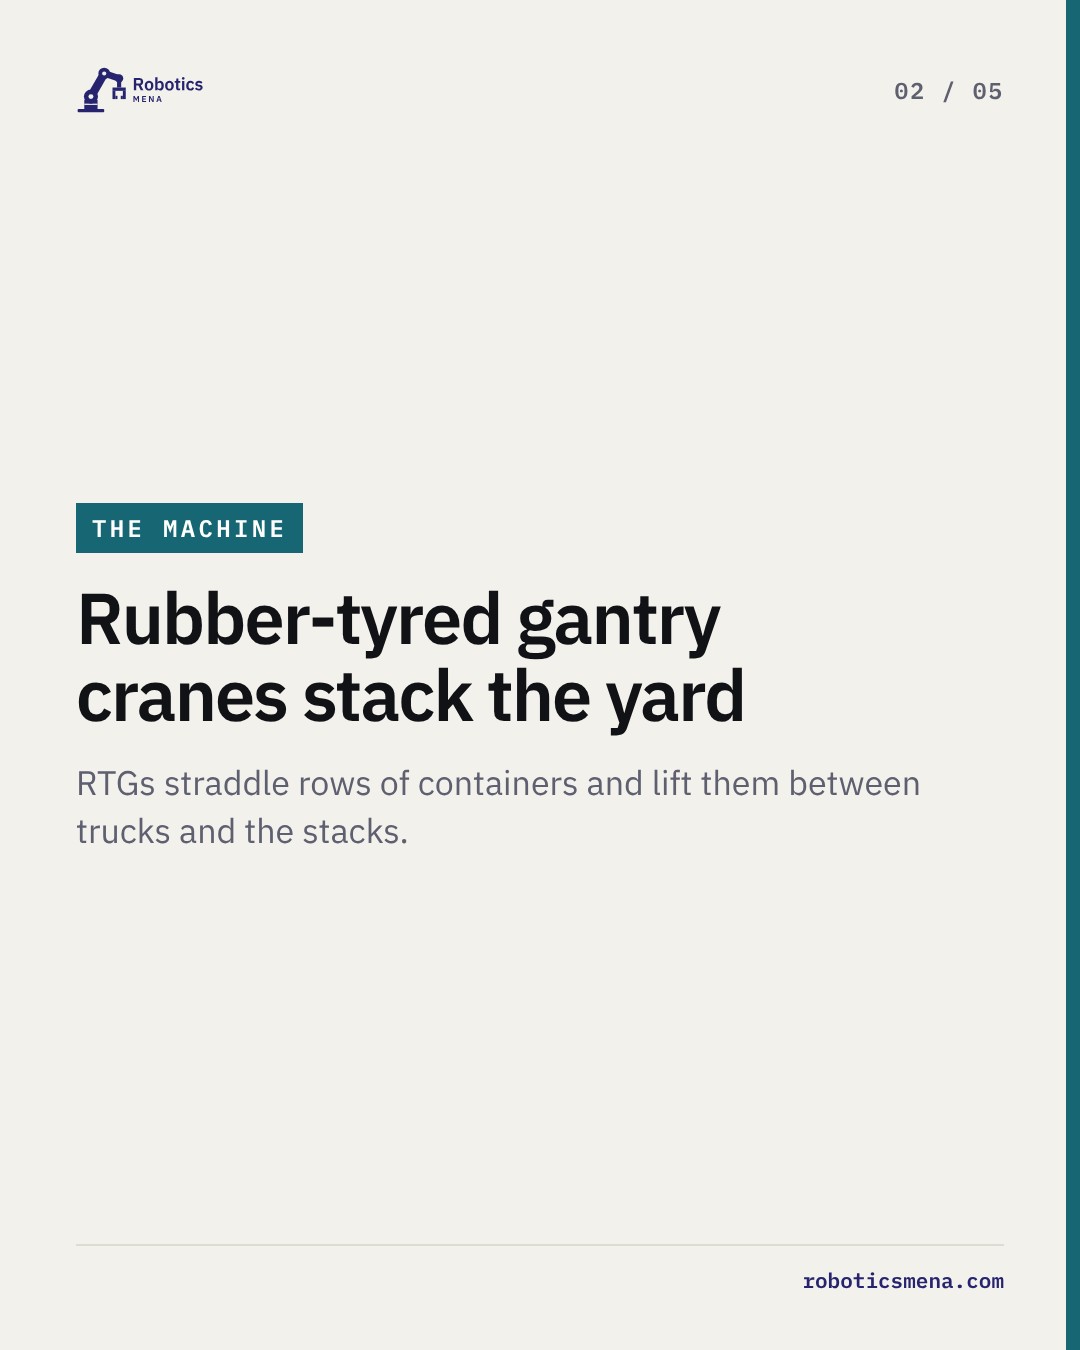 Robotics
MENA
02 / 05
THE MACHINE
Rubber-tyred gantry
cranes stack the yard
RTGs straddle rows of containers and lift them between
trucks and the stacks.
roboticsmena.com